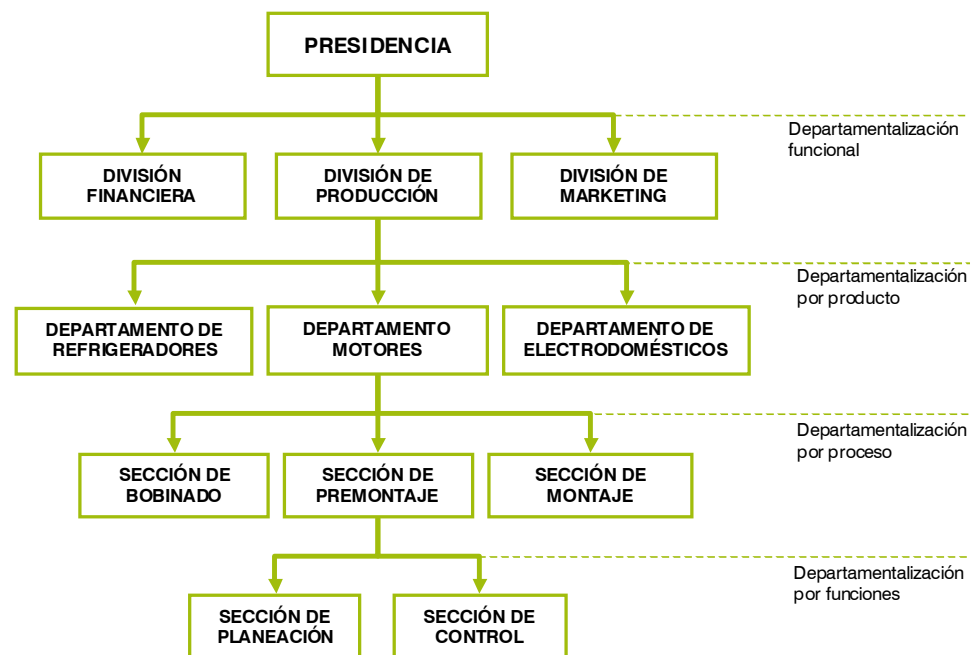 PRESIDENCIA
Departamentalización
funcional
DIVISIÓN
FINANCIERA
DIVISIÓN DE
PRODUCCIÓN
DIVISIÓN DE
MARKETING
Departamentalización
por producto
DEPARTAMENTO DE
REFRIGERADORES
DEPARTAMENTO
MOTORES
DEPARTAMENTO DE
ELECTRODOMÉSTICOS
Departamentalización
por proceso
SECCIÓN DE
BOBINADO
SECCIÓN DE
PREMONTAJE
SECCIÓN DE
MONTAJE
Departamentalización
por funciones
SECCIÓN DE
PLANEACIÓN
SECCIÓN DE
CONTROL